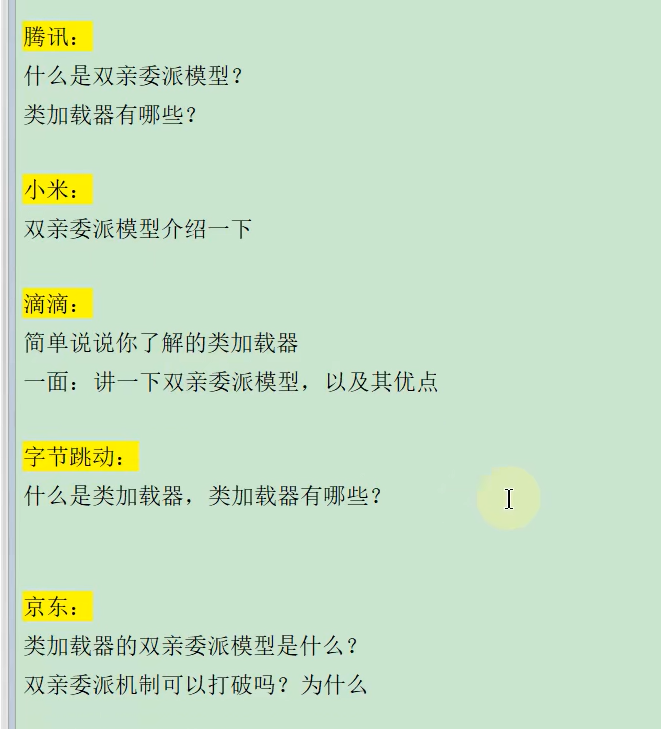 腾讯：
什么是双亲委派模型？
类加载器有哪些？
小米：
双亲委派模型介绍一下
滴滴：
简单说说你了解的类加载器
一面：讲一下双亲委派模型，以及其优点
字节跳动：
什么是类加载器，类加载器有哪些？
京东：
类加载器的双亲委派模型是什么？
双亲委派机制可以打破吗？为什么